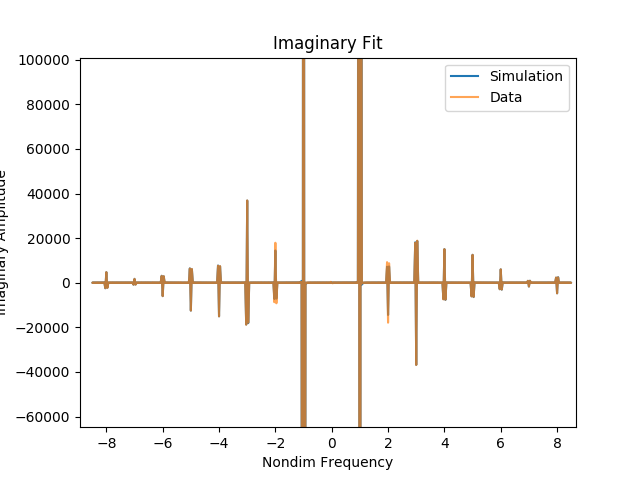 Imaginary Fit
Simulation
Data
100000
80000
60000
40000
20000
0
−20000
−40000
−60000
Imaginary Amplitude
−8 −6 −4 −2 0 2 4 6 8
Nondim Frequency